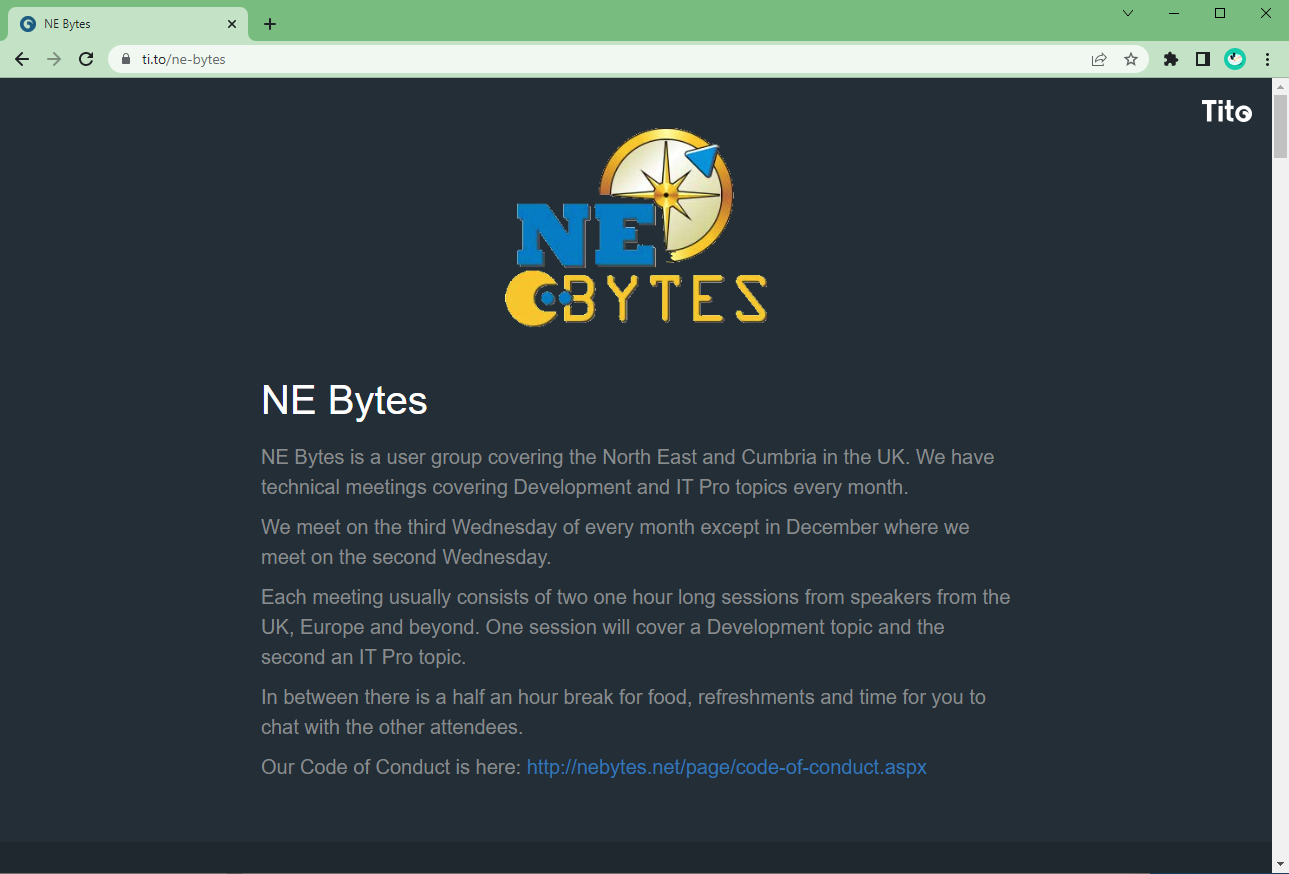 NE Bytes
ti.to/ne-bytes
Tito
NE
BYTES
NE Bytes
NE Bytes is a user group covering the North East and Cumbria in the UK. We have
technical meetings covering Development and IT Pro topics every month.
We meet on the third Wednesday of every month except in December where we
meet on the second Wednesday.
Each meeting usually consists of two one hour long sessions from speakers from the
UK, Europe and beyond. One session will cover a Development topic and the
second an IT Pro topic.
In between there is a half an hour break for food, refreshments and time for you to
chat with the other attendees.
Our Code of Conduct is here: http://nebytes.net/page/code-of-conduct.aspx